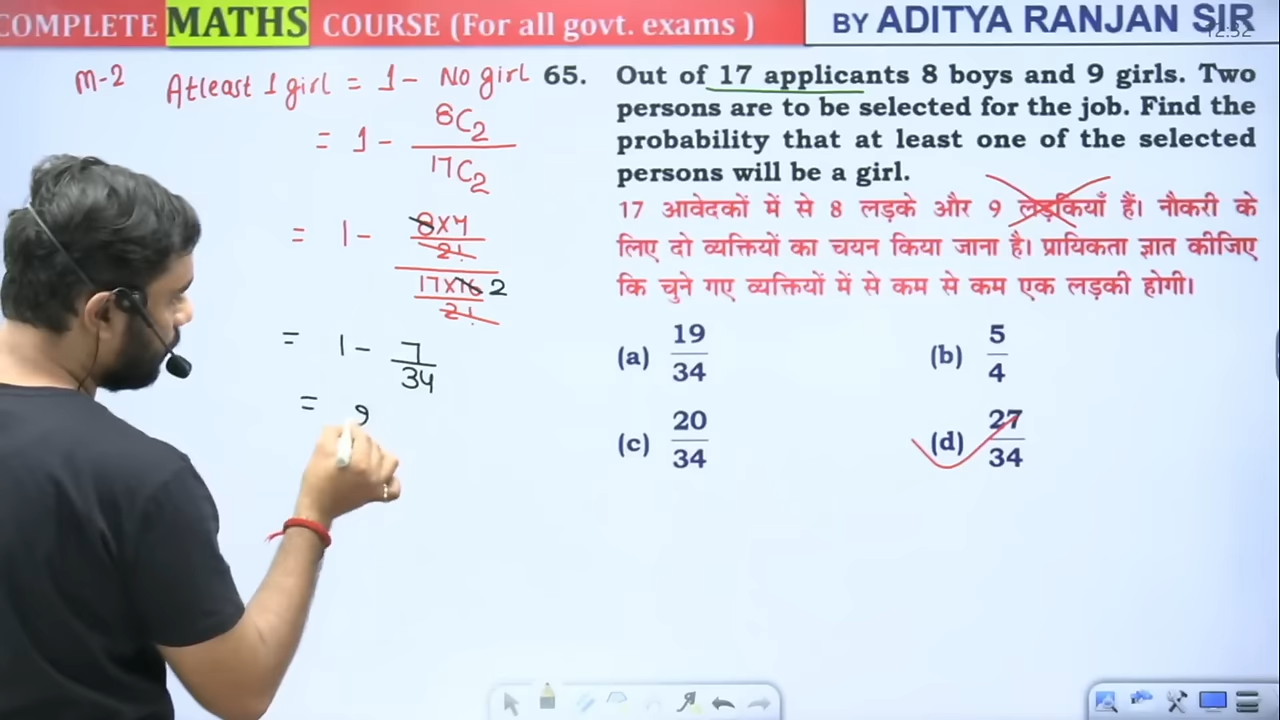 COMPLETE MATHS COURSE (For all govt. exams )
BY ADITYA RANJAN SIR
12:52
M-2 Atleast 1 girl = 1 - No girl
= 1 - 8C2 / 17C2
= 1 - 8×7 / 2! / 17×16 2 / 2!
= 1 - 7/34
=
65. Out of 17 applicants 8 boys and 9 girls. Two
persons are to be selected for the job. Find the
probability that at least one of the selected
persons will be a girl.
17 आवेदकों में से 8 लड़के और 9 लड़कियाँ हैं। नौकरी के
लिए दो व्यक्तियों का चयन किया जाना है। प्रायिकता ज्ञात कीजिए
कि चुने गए व्यक्तियों में से कम से कम एक लड़की होगी।
(a) 19/34 (b) 5/4
(c) 20/34 (d) 27/34